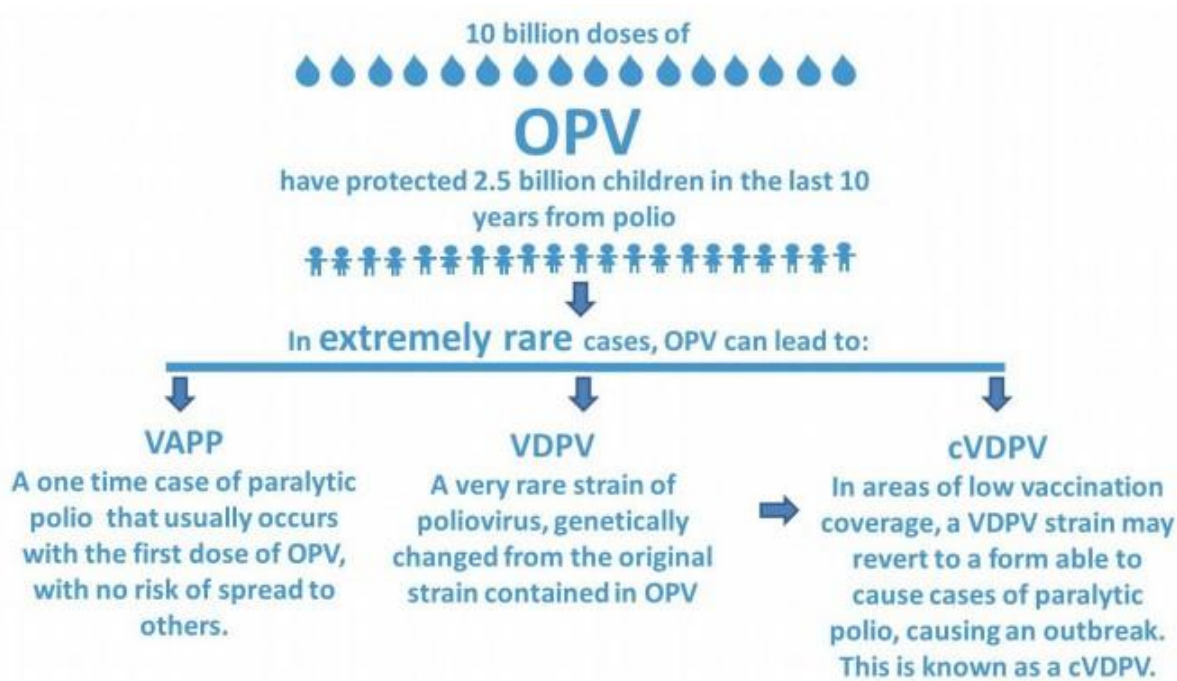 10 billion doses of
OPV
have protected 2.5 billion children in the last 10
years from polio
In extremely rare cases, OPV can lead to:
VAPP
A one time case of paralytic
polio that usually occurs
with the first dose of OPV,
with no risk of spread to
others.
VDPV
A very rare strain of
poliovirus, genetically
changed from the original
strain contained in OPV
cVDPV
In areas of low vaccination
coverage, a VDPV strain may
revert to a form able to
cause cases of paralytic
polio, causing an outbreak.
This is known as a cVDPV.